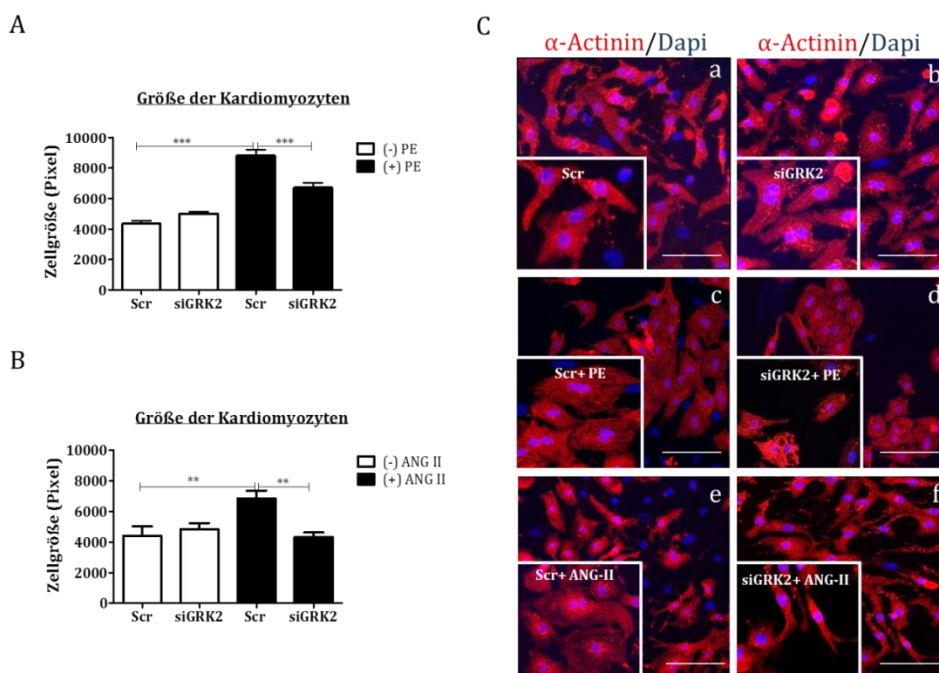 A
Größe der Kardiomyozyten
Zellgröße (Pixel)
10000
8000
6000
4000
2000
0
*** ***
(-) PE
(+) PE
Scr siGRK2 Scr siGRK2
B
Größe der Kardiomyozyten
Zellgröße (Pixel)
10000
8000
6000
4000
2000
0
** **
(-) ANG II
(+) ANG II
Scr siGRK2 Scr siGRK2
C
α-Actinin/Dapi α-Actinin/Dapi
a
Scr
b
siGRK2
c
Scr+ PE
d
siGRK2+ PE
e
Scr+ ANG-II
f
siGRK2+ ANG-II